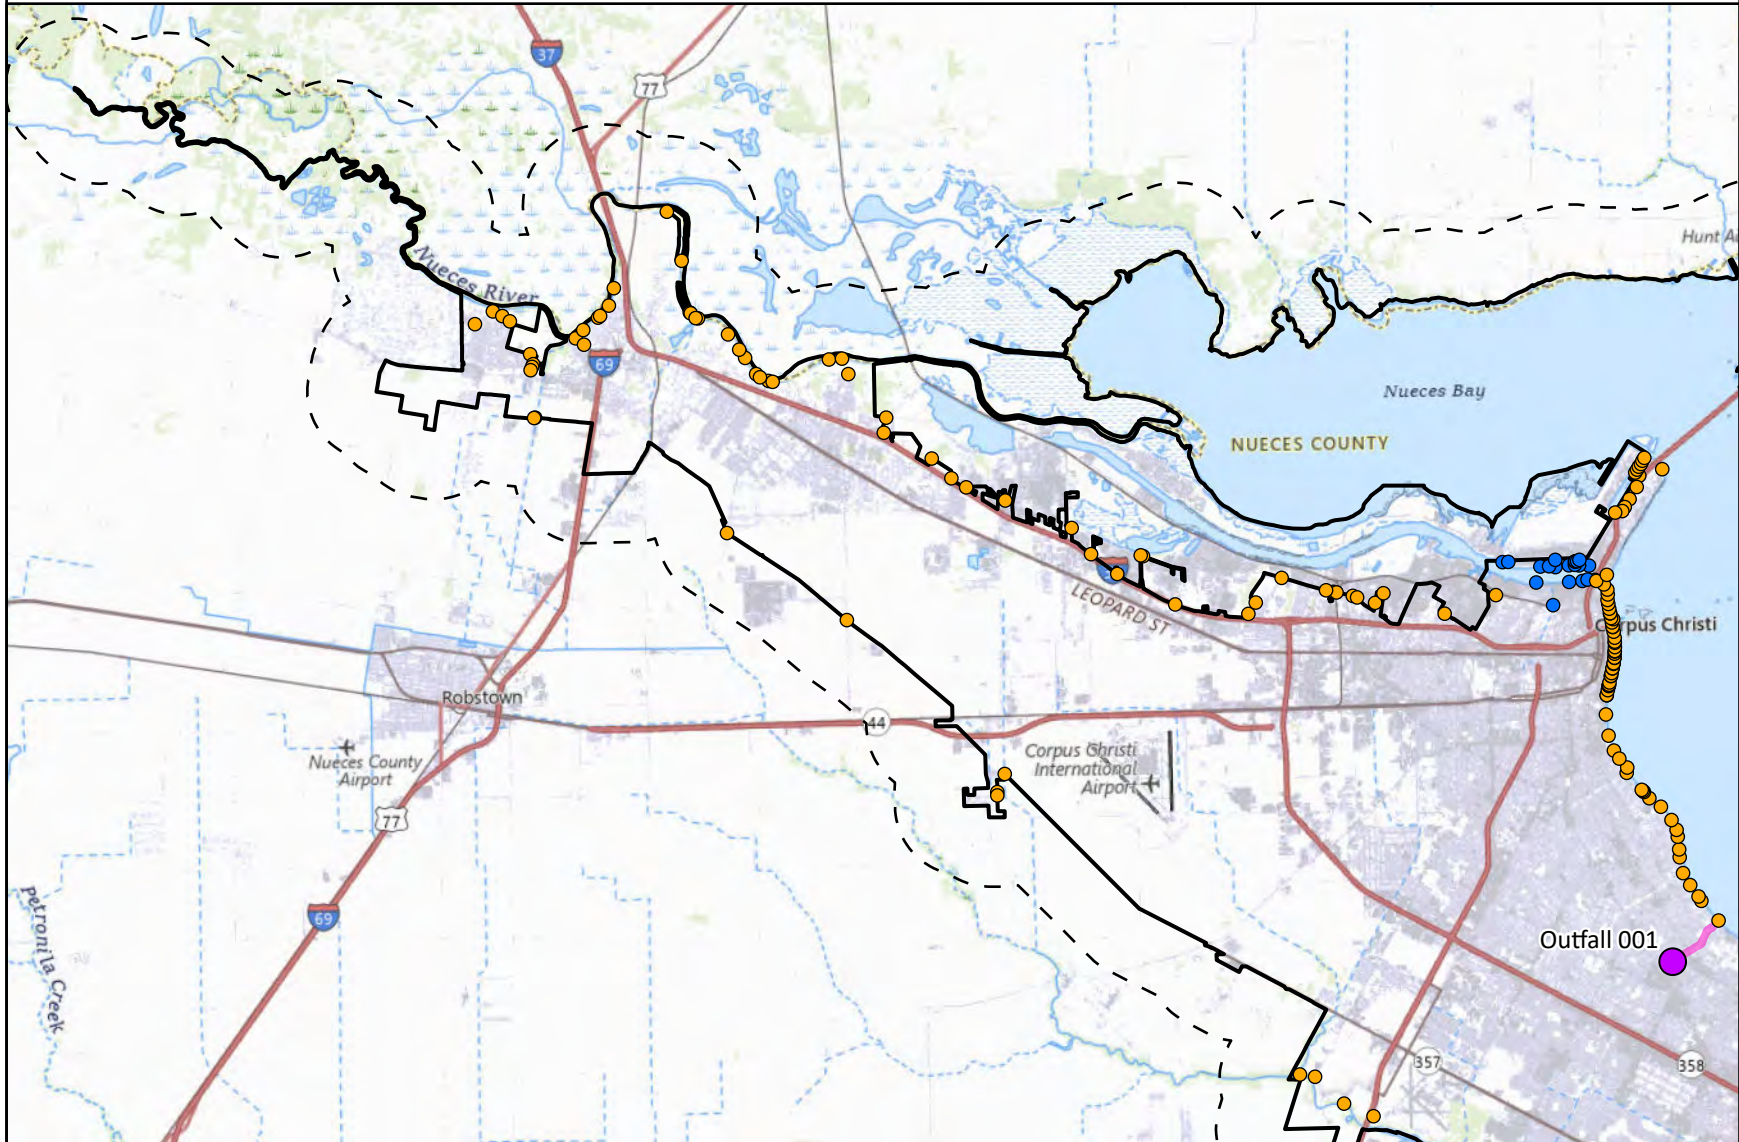 37
77
Hunt
Nueces River
69
Nueces Bay
NUECES COUNTY
LEOPARD ST
Corpus Christi
Robstown
44
Nueces County
Airport
Corpus Christi
International
Airport
77
69
Petronila Creek
Outfall 001
357
358